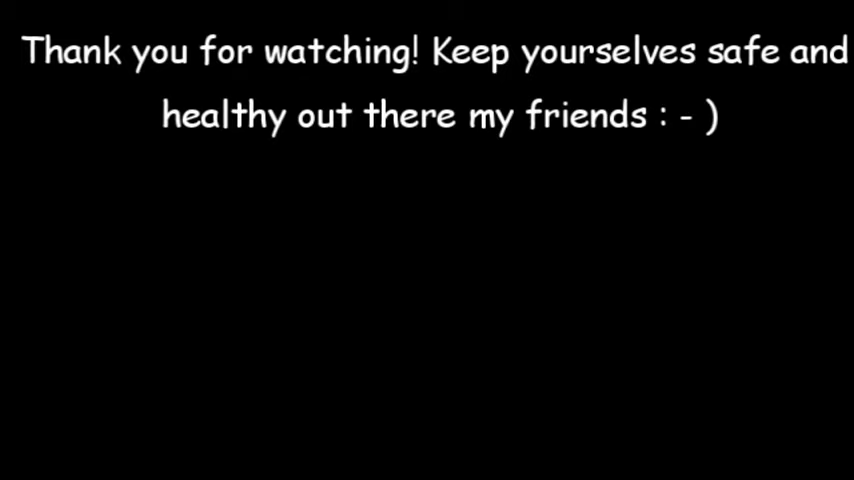 Thank you for watching! Keep yourselves safe and
healthy out there my friends : - )